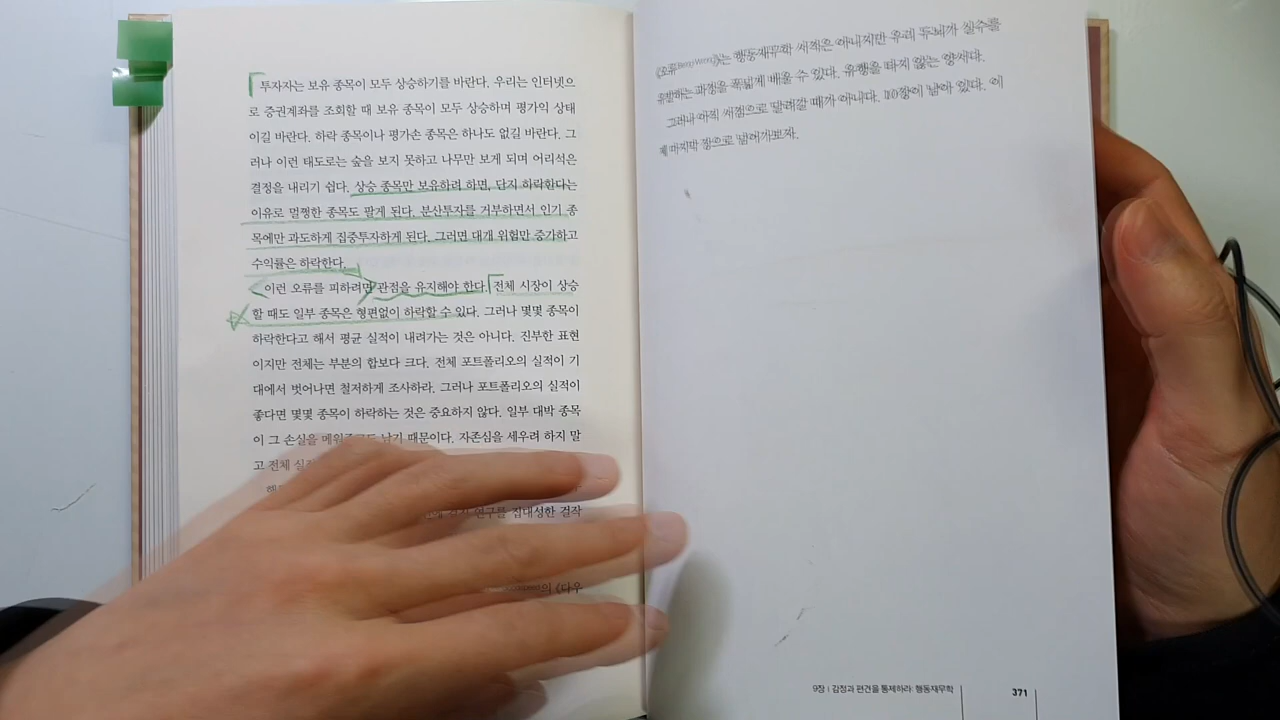 투자자는 보유 종목이 모두 상승하기를 바란다. 우리는 인터넷으
로 증권계좌를 조회할 때 보유 종목이 모두 상승하며 평가익 상태
이길 바란다. 하락 종목이나 평가손 종목은 하나도 없길 바란다. 그
러나 이런 태도로는 숲을 보지 못하고 나무만 보게 되며 어리석은
결정을 내리기 쉽다. 상승 종목만 보유하려 하면, 단지 하락한다는
이유로 멀쩡한 종목도 팔게 된다. 분산투자를 거부하면서 인기 종
목에만 과도하게 집중투자하게 된다. 그러면 대개 위험만 증가하고
수익률은 하락한다.
이런 오류를 피하려면 관점을 유지해야 한다. 전체 시장이 상승
할 때도 일부 종목은 형편없이 하락할 수 있다. 그러나 몇몇 종목이
하락한다고 해서 평균 실적이 내려가는 것은 아니다. 진부한 표현
이지만 전체는 부분의 합보다 크다. 전체 포트폴리오의 실적이 기
대에서 벗어나면 철저하게 조사하라. 그러나 포트폴리오의 실적이
좋다면 몇몇 종목이 하락하는 것은 중요하지 않다. 일부 대박 종목
이 그 손실을 메워주고도 남기 때문이다. 자존심을 세우려 하지 말
고 전체
연구를 집대성한 걸작
의 《다우
는 행동재무학 서적은 아니지만 우리 두뇌가 실수를
유발하는 과정을 폭넓게 배울 수 있다. 유행을 타지 않는 양서다.
그러나 아직 서점으로 달려갈 때가 아니다. 10장이 남아 있다. 이
제 마지막 장으로 넘어가보자.
9장 | 감정과 편견을 통제하라: 행동재무학
371